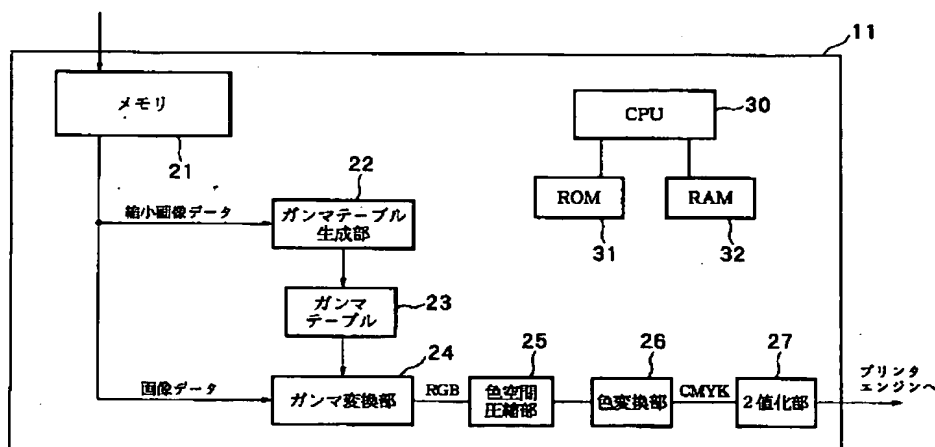 11
メモリ
21
CPU
30
ROM
31
RAM
32
縮小画像データ
22
ガンマテーブル
生成部
ガンマ
テーブル
23
画像データ
24
ガンマ変換部
RGB
25
色空間
圧縮部
26
色変換部
CMYK
27
2値化部
プリンタ
エンジンへ